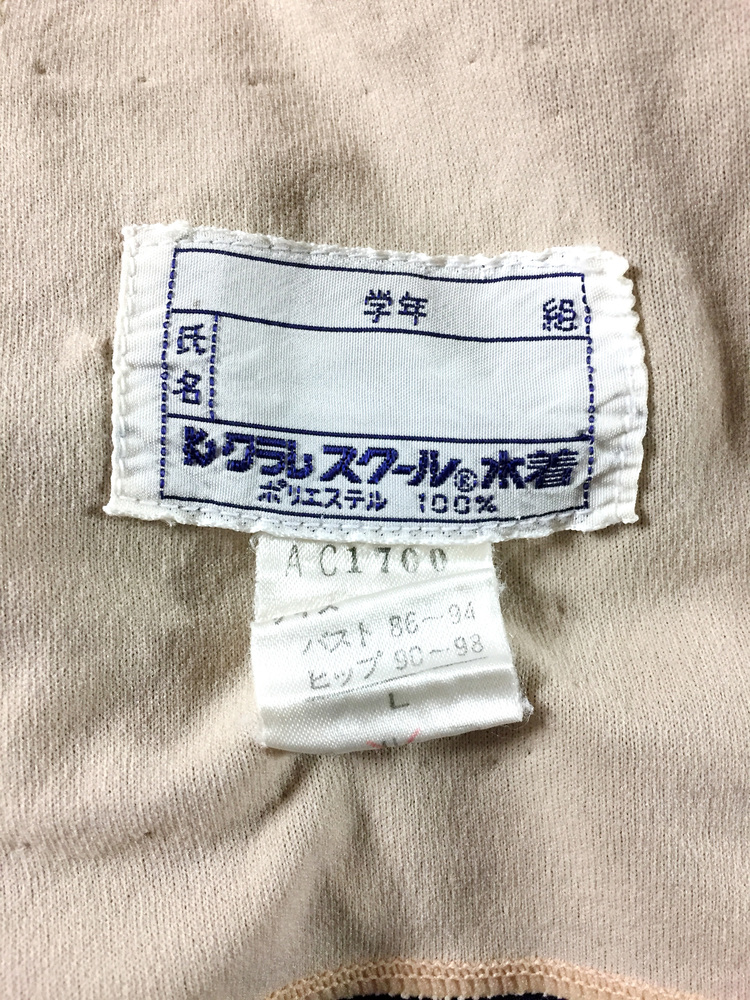 学年 組
氏名
クラレスクール®水着
ポリエステル 100%
AC1700
バスト 86~94
ヒップ 90~98
L